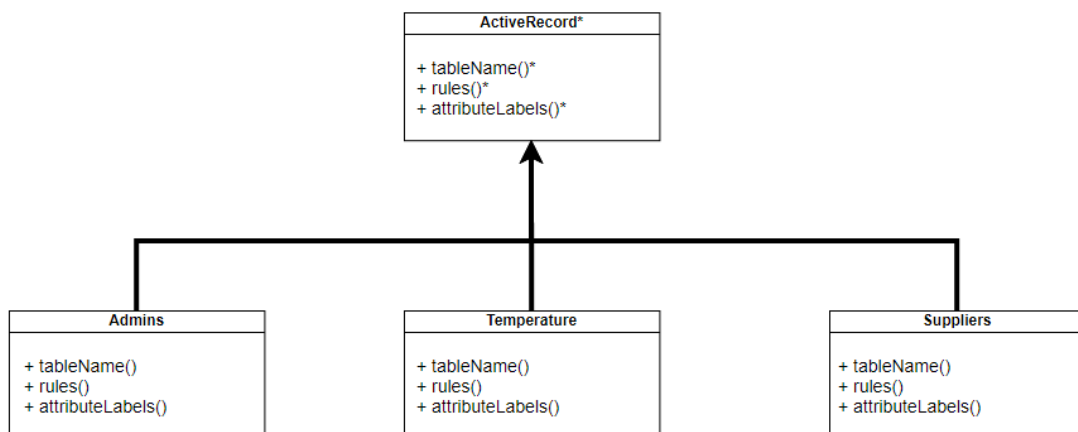 ActiveRecord*
+ tableName()*
+ rules()*
+ attributeLabels()*
Admins
+ tableName()
+ rules()
+ attributeLabels()
Temperature
+ tableName()
+ rules()
+ attributeLabels()
Suppliers
+ tableName()
+ rules()
+ attributeLabels()